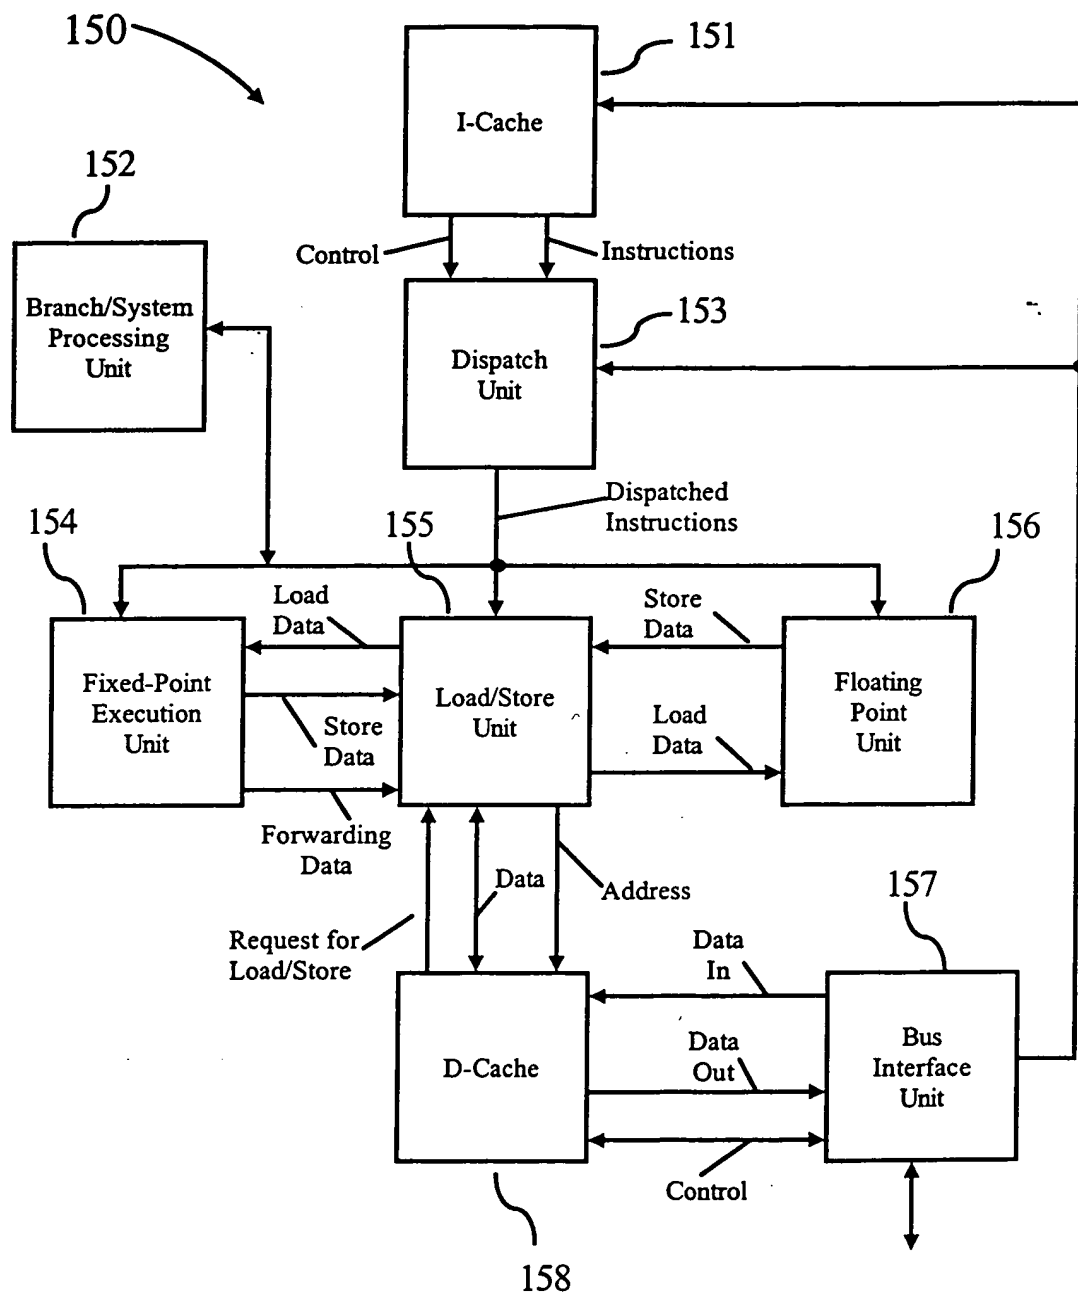 150
151
I-Cache
152
Control
Instructions
Branch/System
Processing
Unit
153
Dispatch
Unit
Dispatched
Instructions
154
155
156
Load
Data
Store
Data
Fixed-Point
Execution
Unit
Load/Store
Unit
Floating
Point
Unit
Store
Data
Load
Data
Forwarding
Data
Data
Address
157
Request for
Load/Store
Data
In
D-Cache
Data
Out
Bus
Interface
Unit
Control
158